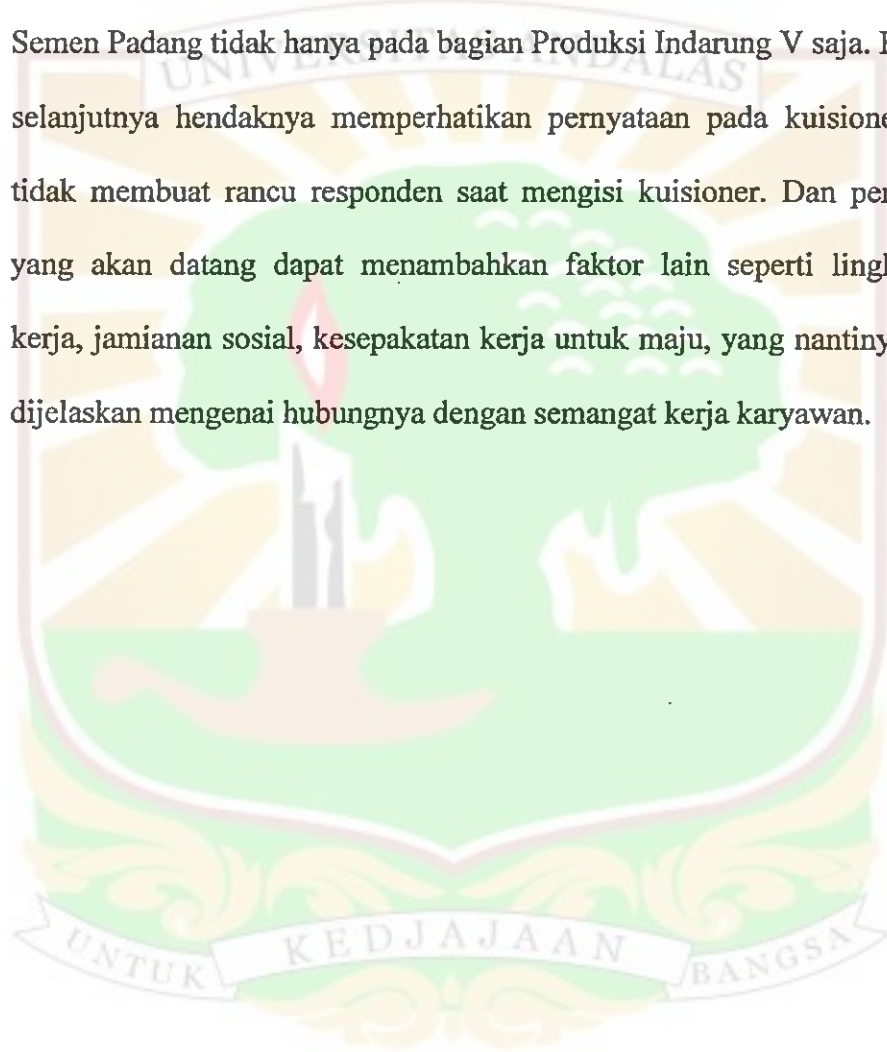 UNIVERSITAS ANDALAS
Semen Padang tidak hanya pada bagian Produksi Indarung V saja.
selanjutnya hendaknya memperhatikan pernyataan pada
tidak membuat rancu responden saat mengisi kuisioner. Dan
yang akan datang dapat menambahkan faktor lain seperti
kerja, jamianan sosial, kesepakatan kerja untuk maju, yang
dijelaskan mengenai hubungnya dengan semangat kerja karyawan.
UNTUK KEDJAJAAN BANGSA